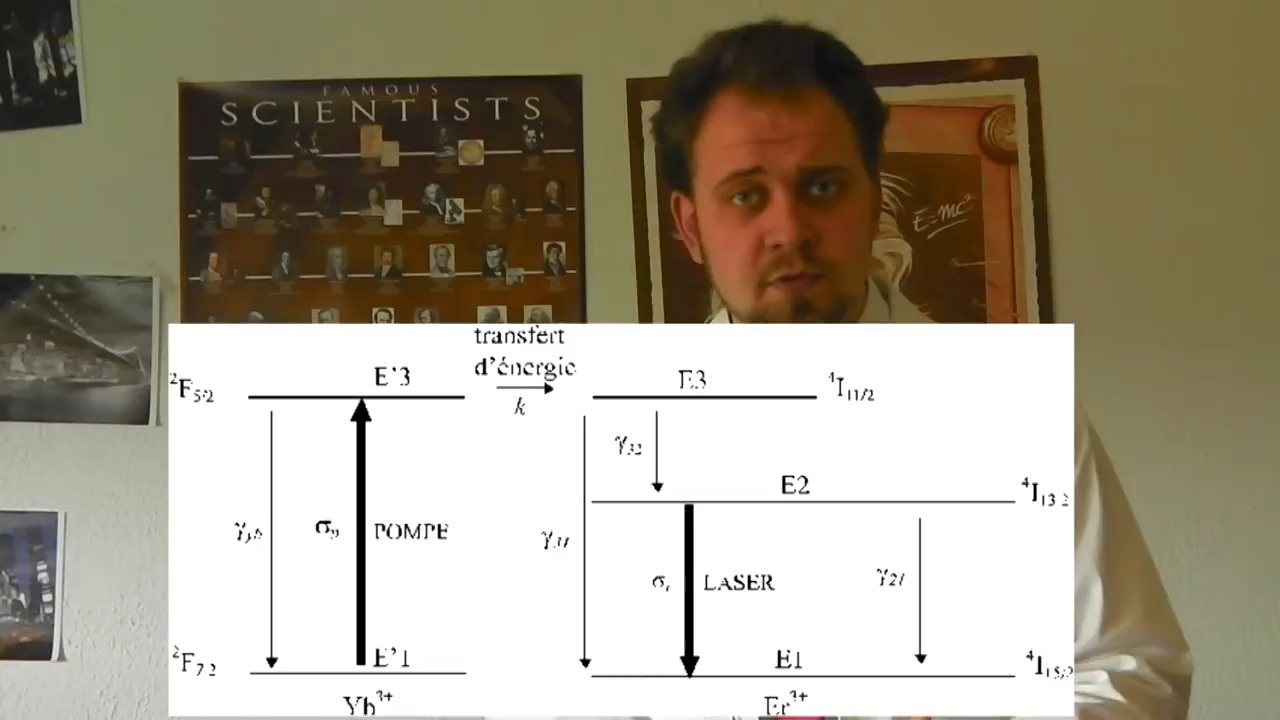 FAMOUS
SCIENTISTS
E=mc²
transfert
d'énergie
k
²F5/2
E'3
E3
⁴I11/2
γ32
E2
⁴I13/2
σp
POMPE
LASER
γ21
²F7/2
E'1
E1
⁴I15/2
Yb³⁺
Er³⁺